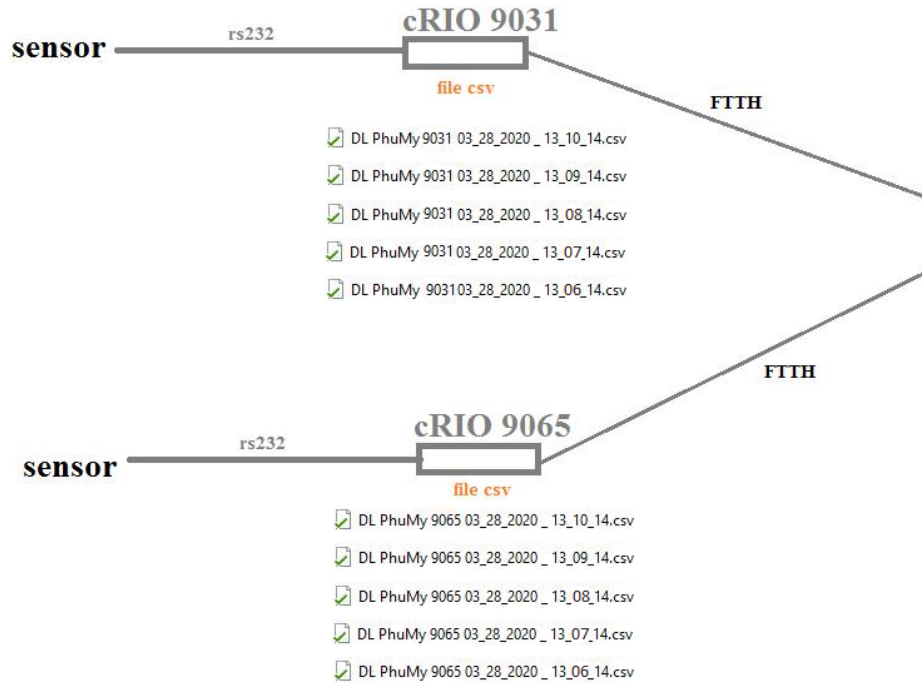 cRIO 9031
rs232
sensor
file csv
FTTH
DL PhuMy 9031 03_28_2020 _ 13_10_14.csv
DL PhuMy 9031 03_28_2020 _ 13_09_14.csv
DL PhuMy 9031 03_28_2020 _ 13_08_14.csv
DL PhuMy 9031 03_28_2020 _ 13_07_14.csv
DL PhuMy 903103_28_2020 _ 13_06_14.csv
FTTH
cRIO 9065
rs232
sensor
file csv
DL PhuMy 9065 03_28_2020 _ 13_10_14.csv
DL PhuMy 9065 03_28_2020 _ 13_09_14.csv
DL PhuMy 9065 03_28_2020 _ 13_08_14.csv
DL PhuMy 9065 03_28_2020 _ 13_07_14.csv
DL PhuMy 9065 03_28_2020 _ 13_06_14.csv